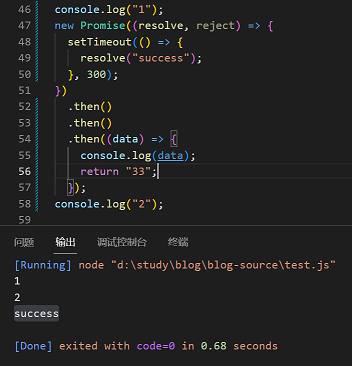 46 console.log("1");
47 new Promise((resolve, reject) => {
48 setTimeout(() => {
49 resolve("success");
50 }, 300);
51 })
52 .then()
53 .then()
54 .then((data) => {
55 console.log(data);
56 return "33";
57 });
58 console.log("2");
59
问题 输出 调试控制台 终端
[Running] node "d:\study\blog\blog-source\test.js"
1
2
success
[Done] exited with code=0 in 0.68 seconds